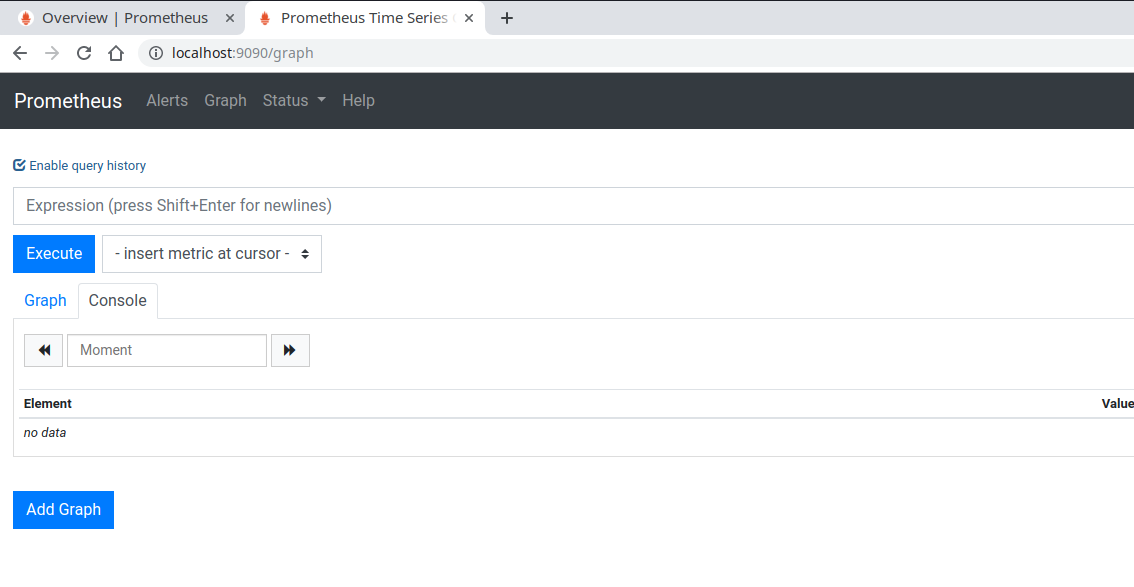 Overview | Prometheus
Prometheus Time Series
localhost:9090/graph
Prometheus Alerts Graph Status Help
Enable query history
Expression (press Shift+Enter for newlines)
Execute - insert metric at cursor -
Graph Console
Moment
Element Value
no data
Add Graph